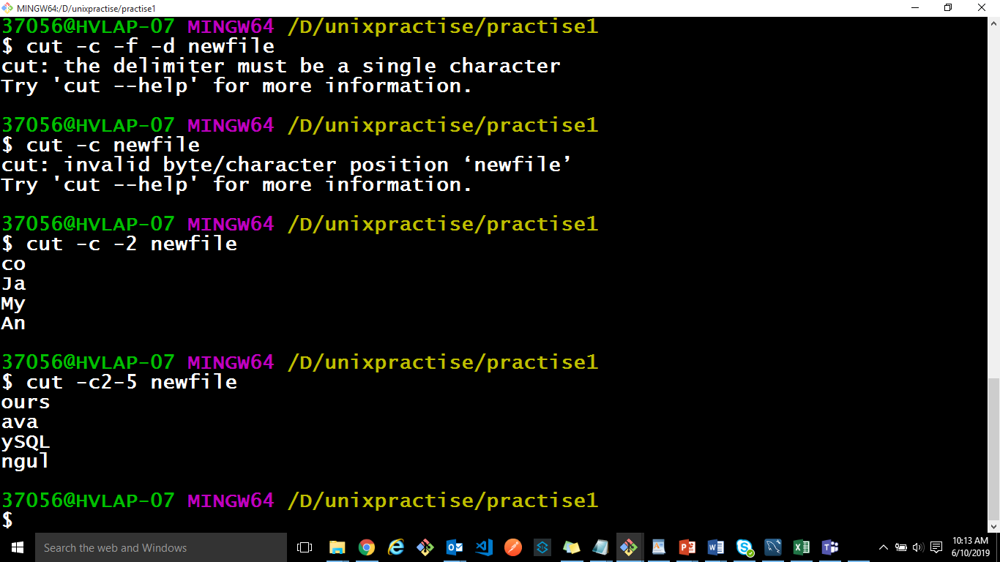 MINGW64:/D/unixpractise/practise1
37056@HVLAP-07 MINGW64 /D/unixpractise/practise1
$ cut -c -f -d newfile
cut: the delimiter must be a single character
Try 'cut --help' for more information.
37056@HVLAP-07 MINGW64 /D/unixpractise/practise1
$ cut -c newfile
cut: invalid byte/character position ‘newfile’
Try 'cut --help' for more information.
37056@HVLAP-07 MINGW64 /D/unixpractise/practise1
$ cut -c -2 newfile
co
Ja
My
An
37056@HVLAP-07 MINGW64 /D/unixpractise/practise1
$ cut -c2-5 newfile
ours
ava
ySQL
ngul
37056@HVLAP-07 MINGW64 /D/unixpractise/practise1
$
Search the web and Windows
10:13 AM
6/10/2019